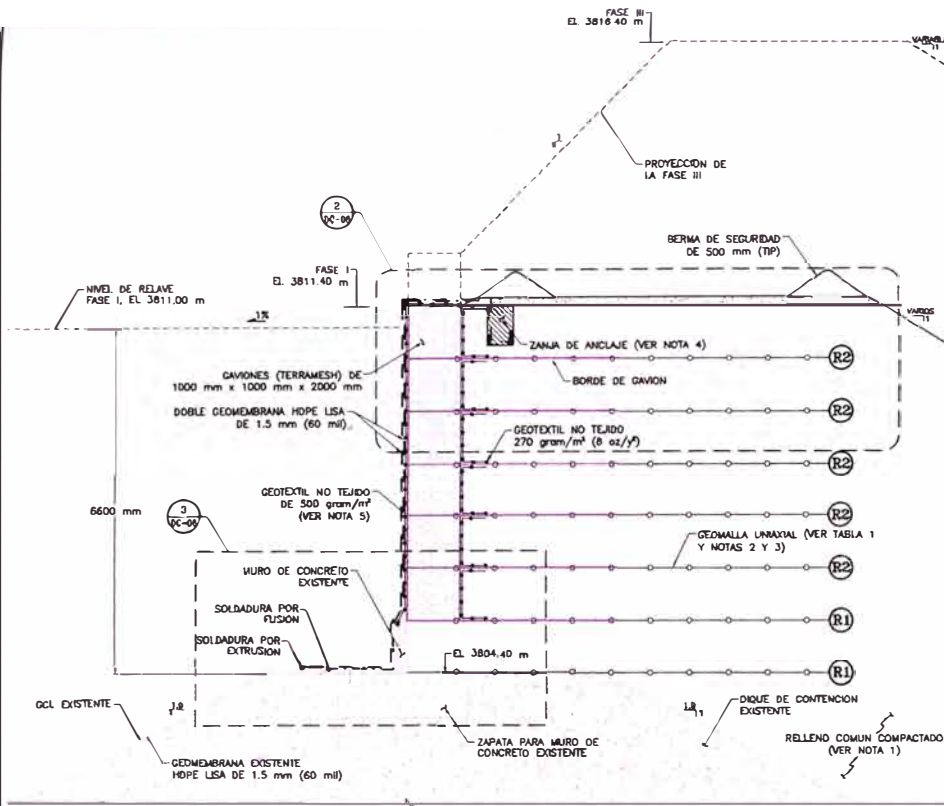 FASE III
EL. 3816.40 m
PROYECCION DE
LA FASE III
2
DC-06
BERMA DE SEGURIDAD
DE 500 mm (TIP)
FASE I
EL. 3811.40 m
NIVEL DE RELAVE
FASE I, EL 3811.00 m
1%
VARIOS
ZANJA DE ANCLAJE (VER NOTA 4)
R2
GAVIONES (TERRAMESH) DE
1000 mm x 1000 mm x 2000 mm
BORDE DE GAVION
DOBLE GEOMEMBRANA HDPE LISA
DE 1.5 mm (60 mil)
R2
GEOTEXTIL NO TEJIDO
270 gram/m² (8 oz/y²)
R2
GEOTEXTIL NO TEJIDO
DE 500 gram/m²
(VER NOTA 5)
6600 mm
3
DC-06
R2
GEOMALLA UNIAXIAL (VER TABLA 1
Y NOTAS 2 Y 3)
R2
MURO DE CONCRETO
EXISTENTE
SOLDADURA POR
FUSION
R1
SOLDADURA POR
EXTRUSION
EL 3804.40 m
R1
GCL EXISTENTE
DIQUE DE CONTENCION
EXISTENTE
ZAPATA PARA MURO DE
CONCRETO EXISTENTE
RELLENO COMUN COMPACTADO
(VER NOTA 1)
GEOMEMBRANA EXISTENTE
HDPE LISA DE 1.5 mm (60 mil)